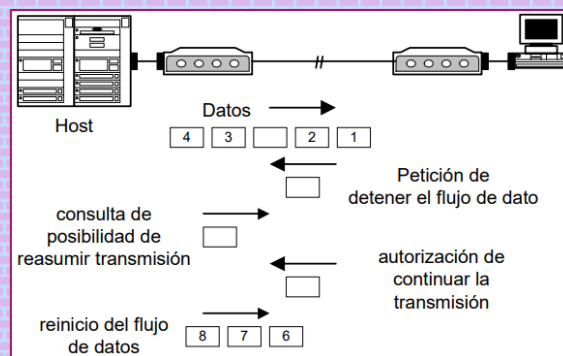 Host
Datos
4 3 2 1
Petición de
detener el flujo de dato
consulta de
posibilidad de
reasumir transmisión
autorización de
continuar la
transmisión
reinicio del flujo
de datos
8 7 6